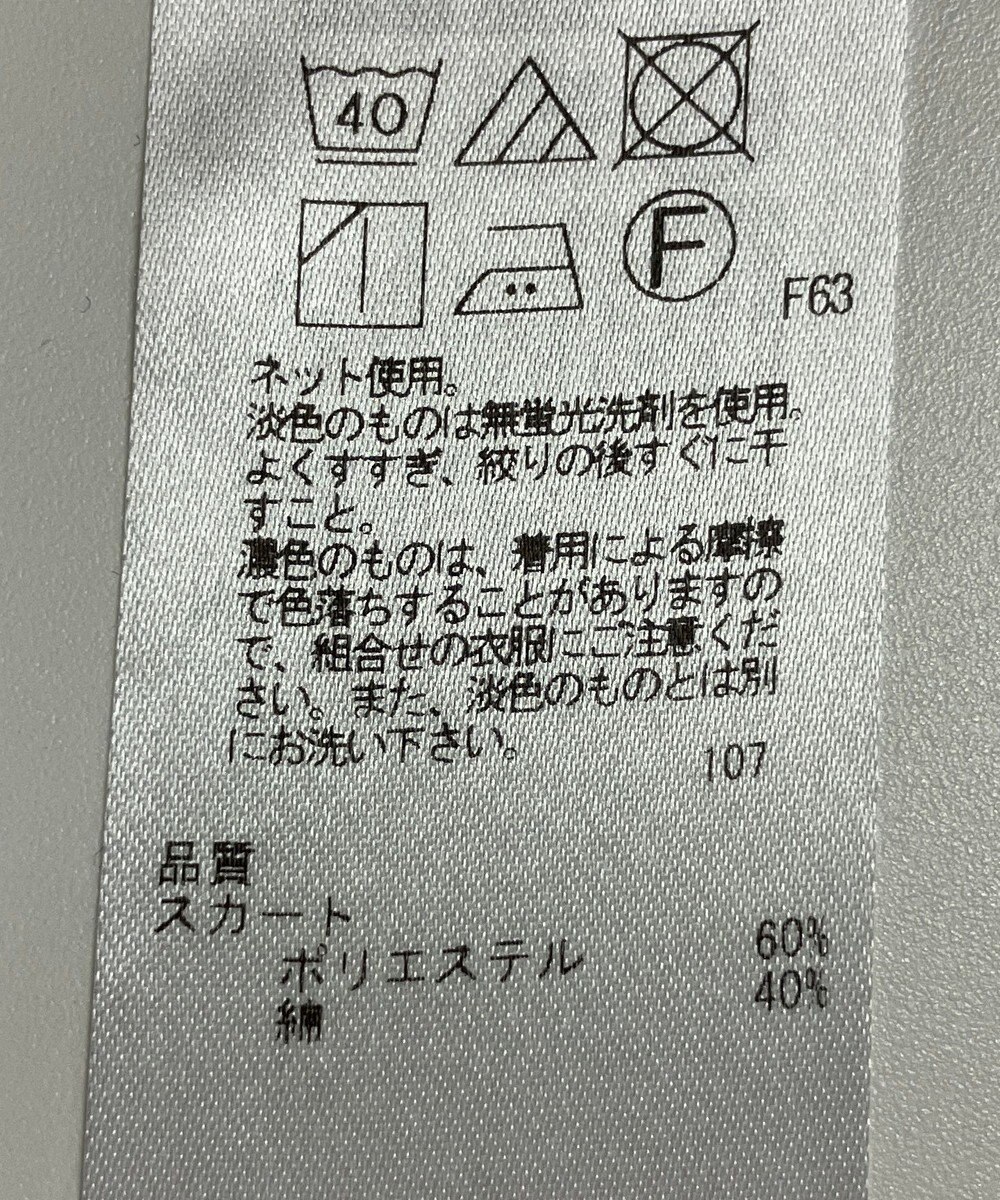 40
F
F63
ネット使用。
淡色のものは無蛍光洗剤を使用。
よくすすぎ、絞りの後すぐに干
すこと。
濃色のものは、着用による摩擦
で色落ちすることがありますの
で、組合せの衣服にご注意くだ
さい。また、淡色のものとは別
にお洗い下さい。
107
品質
スカート
ポリエステル 60%
綿 40%